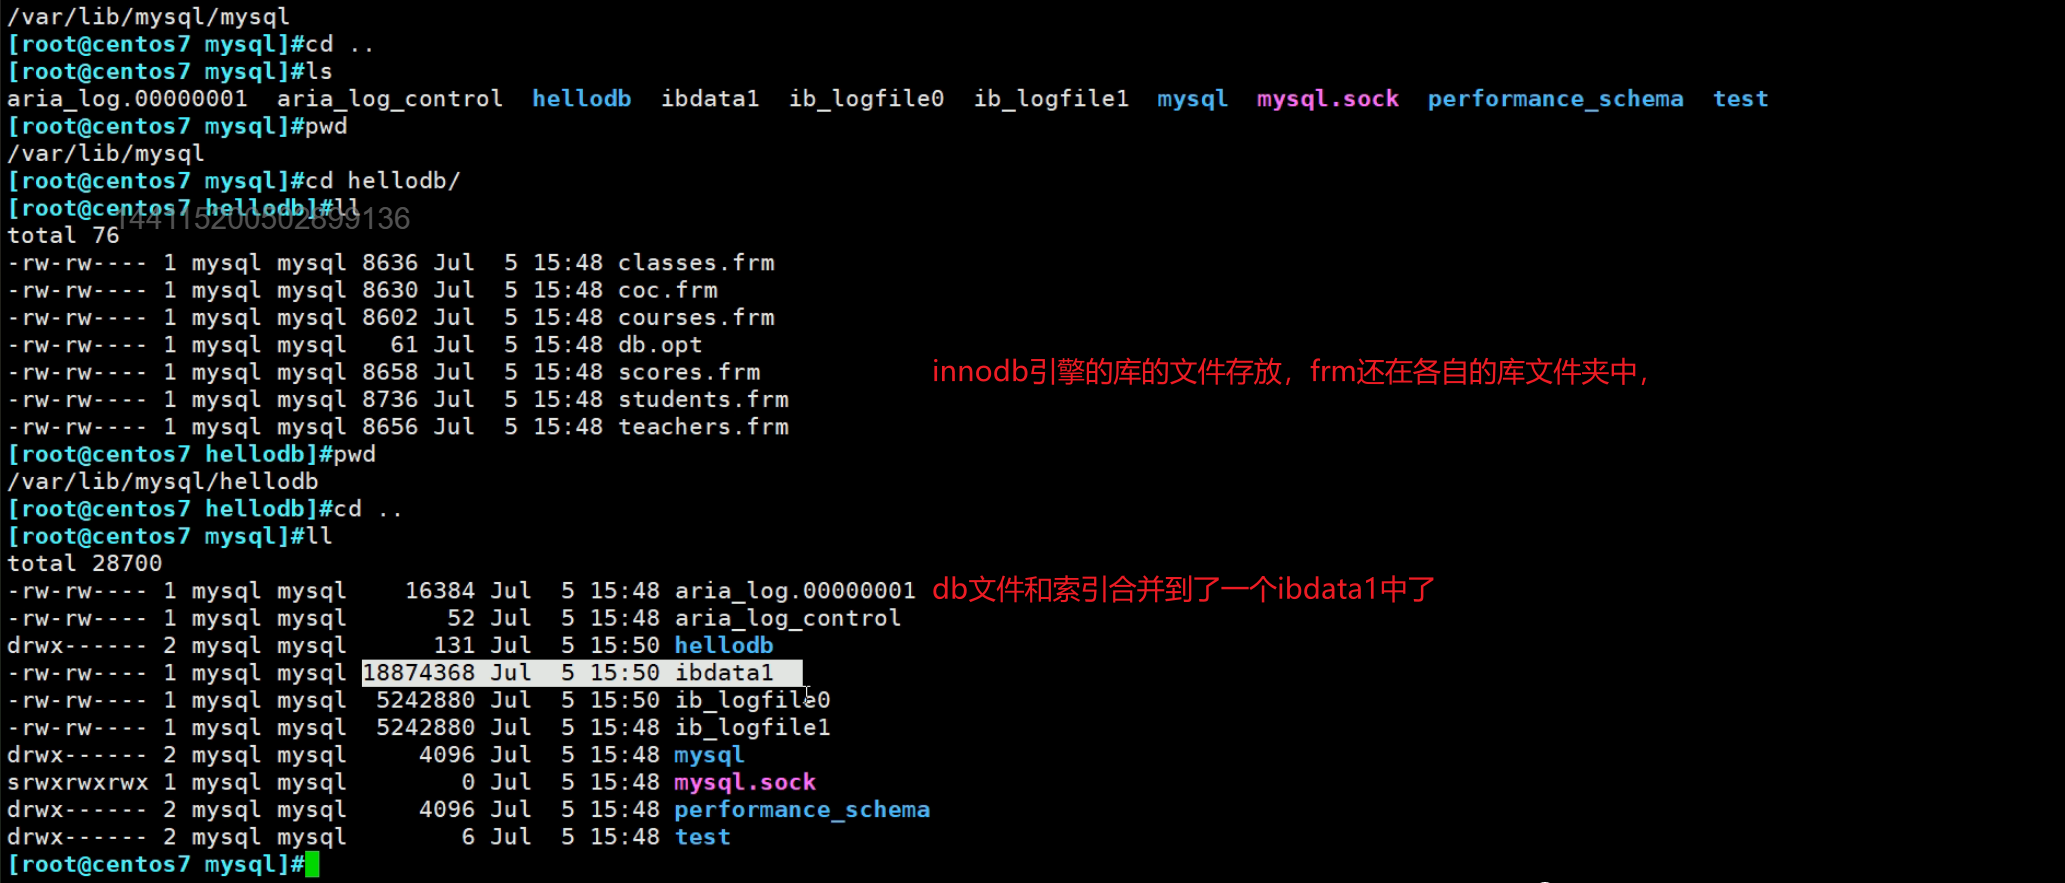 /var/lib/mysql/mysql
[root@centos7 mysql]#cd ..
[root@centos7 mysql]#ls
aria_log.00000001  aria_log_control  hellodb  ibdata1  ib_logfile0  ib_logfile1  mysql  mysql.sock  performance_schema  test
[root@centos7 mysql]#pwd
/var/lib/mysql
[root@centos7 mysql]#cd hellodb/
[root@centos7 hellodb]#ll
144115200502899136
total 76
-rw-rw---- 1 mysql mysql 8636 Jul  5 15:48 classes.frm
-rw-rw---- 1 mysql mysql 8630 Jul  5 15:48 coc.frm
-rw-rw---- 1 mysql mysql 8602 Jul  5 15:48 courses.frm
-rw-rw---- 1 mysql mysql   61 Jul  5 15:48 db.opt
-rw-rw---- 1 mysql mysql 8658 Jul  5 15:48 scores.frm
innodb引擎的库的文件存放，frm还在各自的库文件夹中，
-rw-rw---- 1 mysql mysql 8736 Jul  5 15:48 students.frm
-rw-rw---- 1 mysql mysql 8656 Jul  5 15:48 teachers.frm
[root@centos7 hellodb]#pwd
/var/lib/mysql/hellodb
[root@centos7 hellodb]#cd ..
[root@centos7 mysql]#ll
total 28700
-rw-rw---- 1 mysql mysql    16384 Jul  5 15:48 aria_log.00000001
db文件和索引合并到了一个ibdata1中了
-rw-rw---- 1 mysql mysql       52 Jul  5 15:48 aria_log_control
drwx------ 2 mysql mysql      131 Jul  5 15:50 hellodb
-rw-rw---- 1 mysql mysql 18874368 Jul  5 15:50 ibdata1
-rw-rw---- 1 mysql mysql  5242880 Jul  5 15:50 ib_logfile0
-rw-rw---- 1 mysql mysql  5242880 Jul  5 15:48 ib_logfile1
drwx------ 2 mysql mysql     4096 Jul  5 15:48 mysql
srwxrwxrwx 1 mysql mysql        0 Jul  5 15:48 mysql.sock
drwx------ 2 mysql mysql     4096 Jul  5 15:48 performance_schema
drwx------ 2 mysql mysql        6 Jul  5 15:48 test
[root@centos7 mysql]#